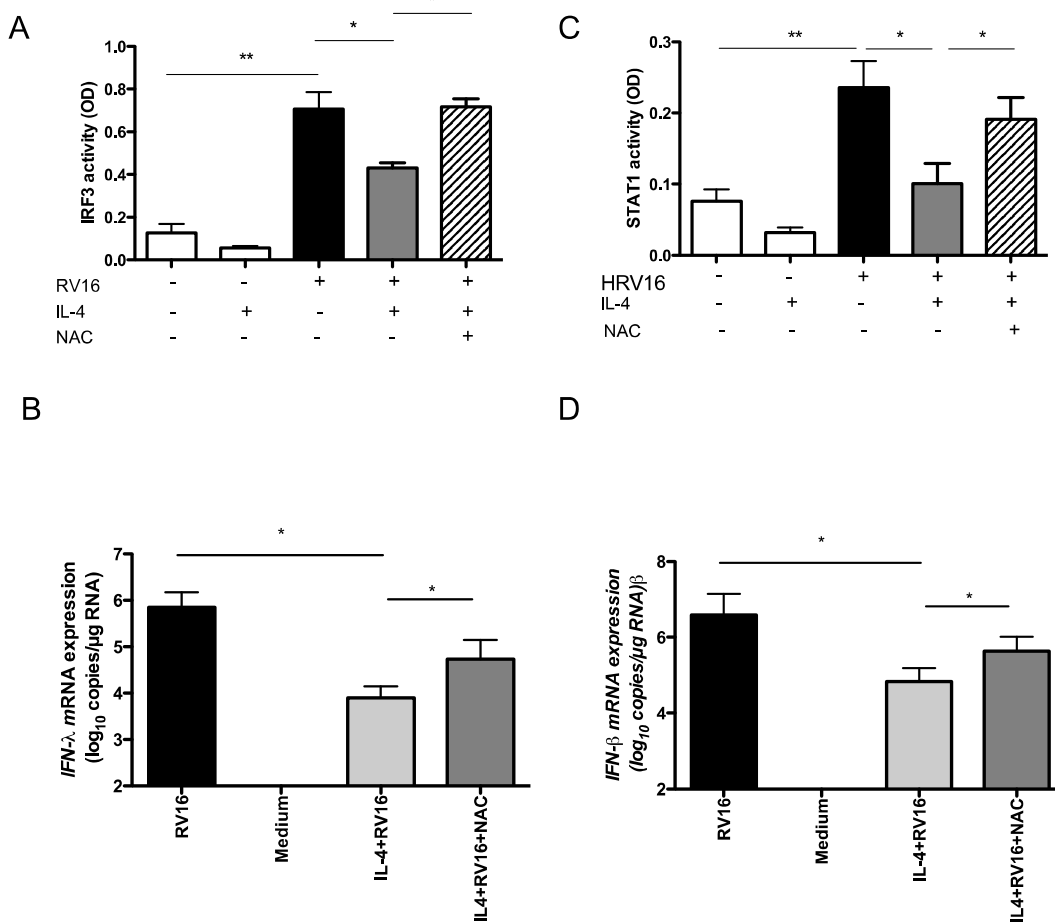 A
IRF3 activity (OD)
1.0
0.8
0.6
0.4
0.2
0.0
**
*
RV16 - - + + +
IL-4 - + - + +
NAC - - - - +
C
STAT1 activity (OD)
0.3
0.2
0.1
0.0
**
*
*
HRV16 - - + + +
IL-4 - + - + +
NAC - - - - +
B
IFN-λ mRNA expression
(log10 copies/µg RNA)
7
6
5
4
3
2
*
*
RV16
Medium
IL-4+RV16
IL4+RV16+NAC
D
IFN-β mRNA expression
(log10 copies/µg RNA)β
8
6
4
2
*
*
RV16
Medium
IL-4+RV16
IL4+RV16+NAC